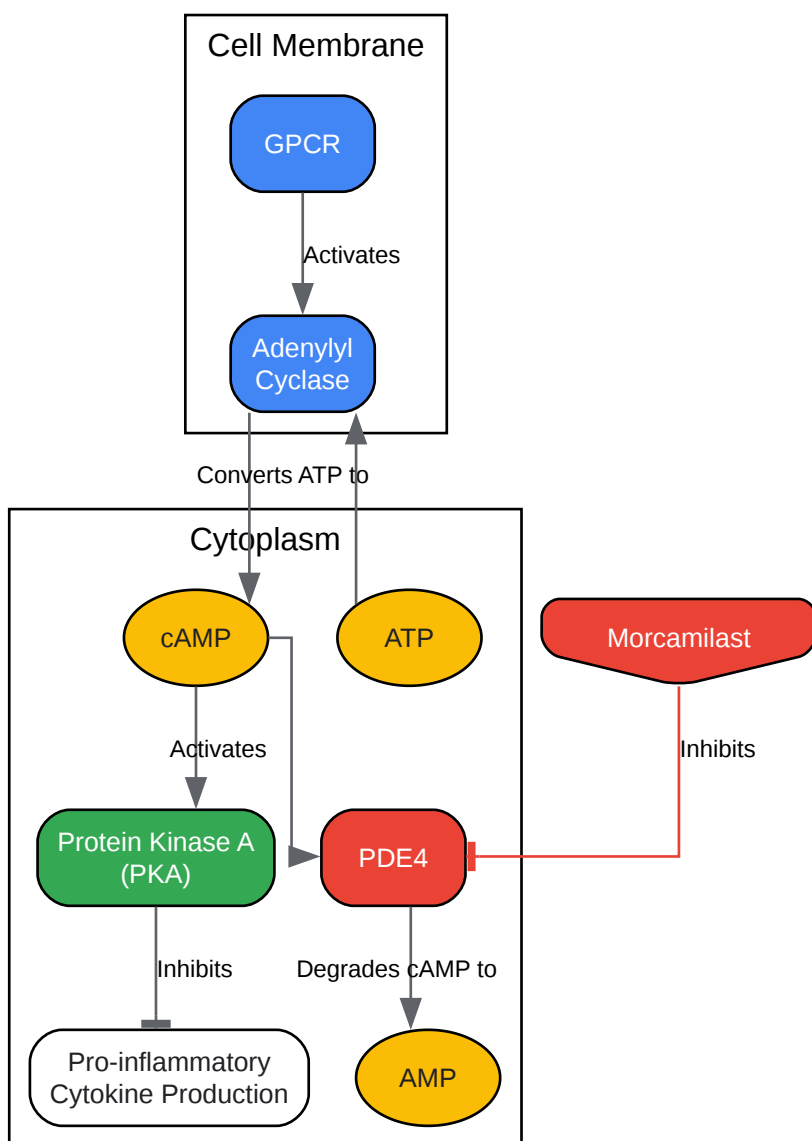 Cell Membrane
GPCR
Activates
Adenylyl
Cyclase
Converts ATP to
Cytoplasm
cAMP
ATP
Morcamilast
Activates
Inhibits
Protein Kinase A
(PKA)
PDE4
Inhibits
Degrades cAMP to
Pro-inflammatory
Cytokine Production
AMP